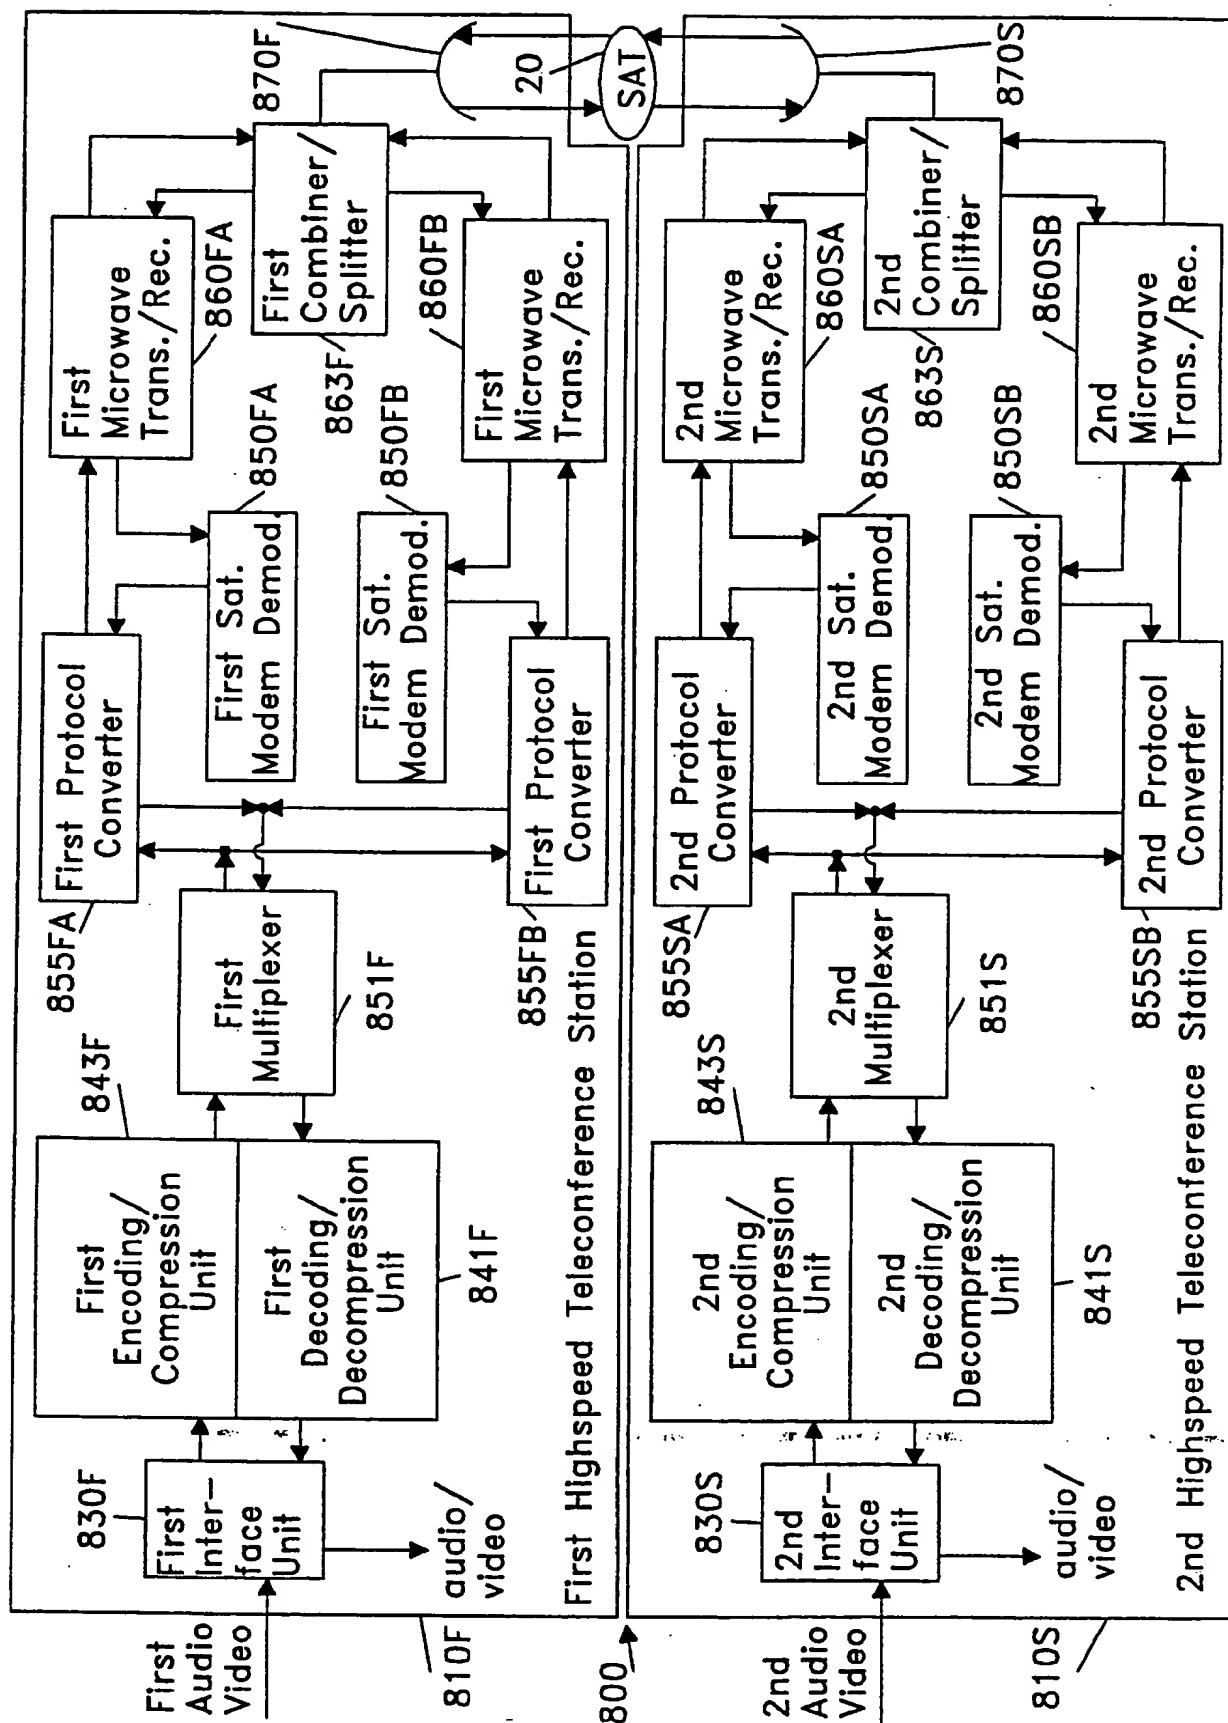 First
Audio
Video
810F
830F
First
Inter-
face
Unit
audio/
video
First
Encoding/
Compression
Unit
843F
First
Decoding/
Decompression
Unit
841F
First
Multiplexer
851F
855FA
First Protocol
Converter
855FB
First Protocol
Converter
First Sat.
Modem Demod.
850FA
First Sat.
Modem Demod.
850FB
First
Microwave
Trans./Rec.
860FA
First
Combiner/
Splitter
863F
860FB
First
Microwave
Trans./Rec.
870F
20
SAT
First Highspeed Teleconference Station
800
2nd
Audio
Video
810S
830S
2nd
Inter-
face
Unit
audio/
video
2nd
Encoding/
Compression
Unit
843S
2nd
Decoding/
Decompression
Unit
841S
2nd
Multiplexer
851S
855SA
2nd Protocol
Converter
855SB
2nd Protocol
Converter
2nd Sat.
Modem Demod.
850SA
2nd Sat.
Modem Demod.
850SB
2nd
Microwave
Trans./Rec.
860SA
2nd
Combiner/
Splitter
863S
860SB
2nd
Microwave
Trans./Rec.
870S
2nd Highspeed Teleconference Station